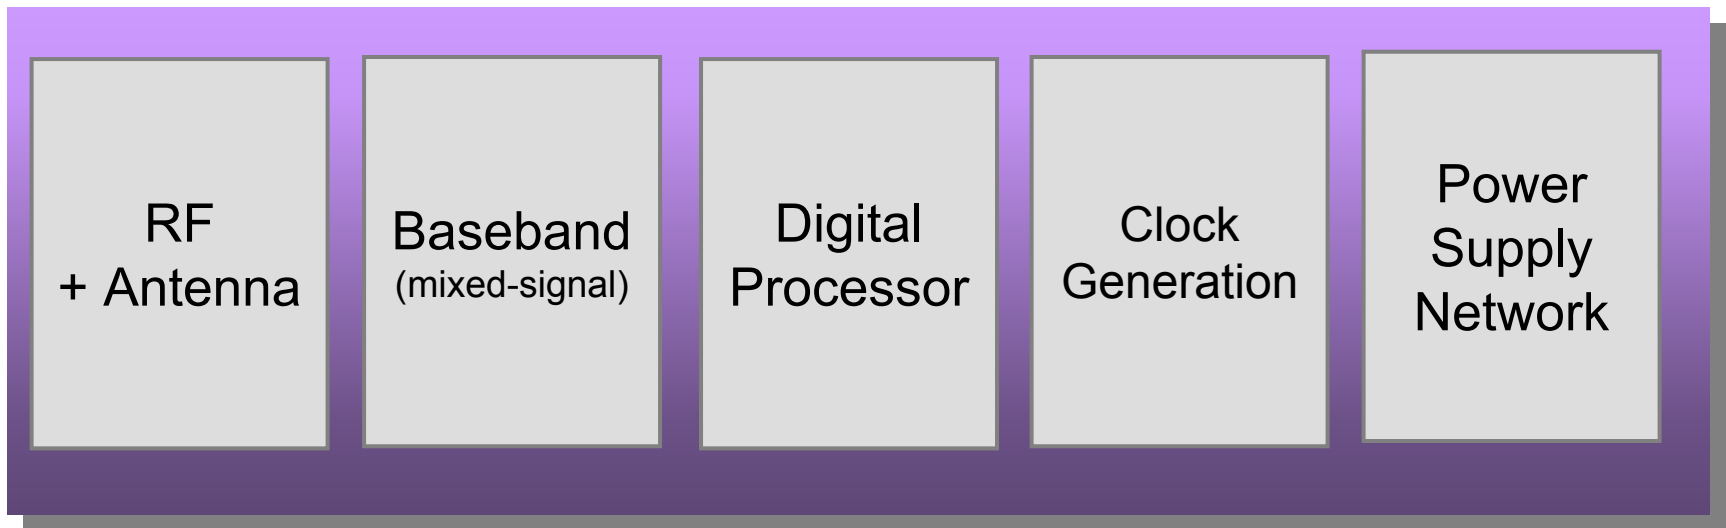 RF
+ Antenna
Baseband
(mixed-signal)
Digital
Processor
Clock
Generation
Power
Supply
Network